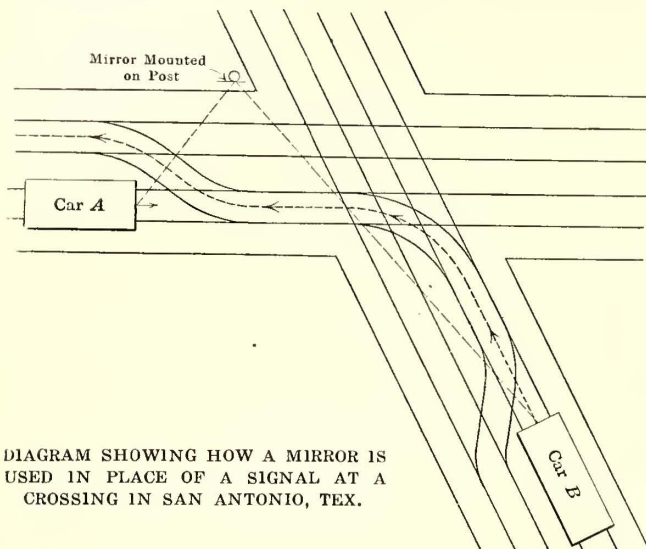 Mirror Mounted
on Post
Car A
Car B
DIAGRAM SHOWING HOW A MIRROR IS
USED IN PLACE OF A SIGNAL AT A
CROSSING IN SAN ANTONIO, TEX.